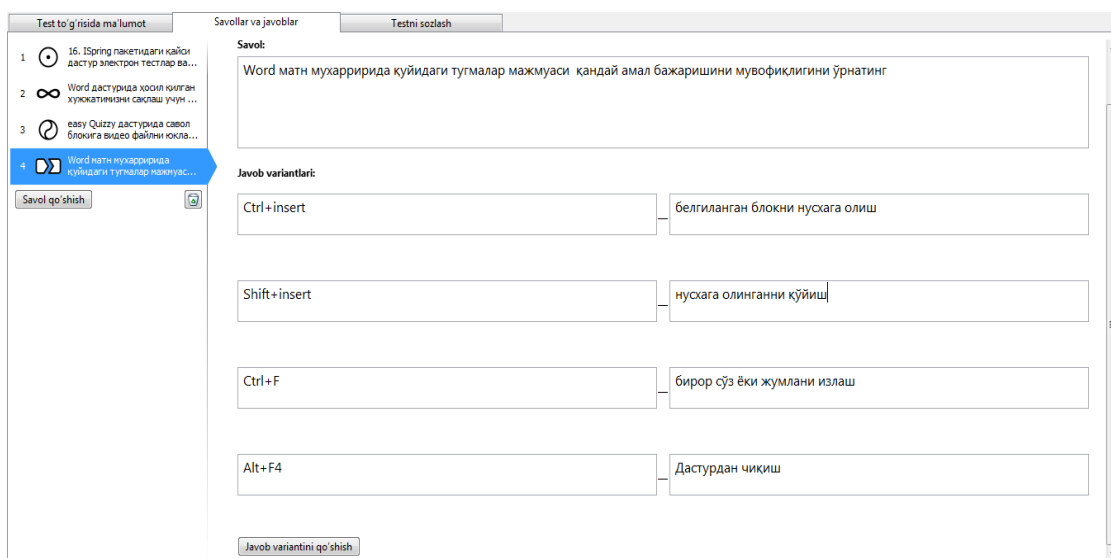 Test to'g'risida ma'lumot
Savollar va javoblar
Testni sozlash
1
16. ISpring пакетидаги қайси
дастур электрон тестлар ва...
2
Word дастурида ҳосил қилган
хужжатимизни сақлаш учун ...
3
easy Quizzy дастурида савол
блокига видео файлни юкла...
4
Word матн мухарририда
қуйидаги тугмалар мажмуас...
Savol qo'shish
Savol:
Word матн мухарририда қуйидаги тугмалар мажмуаси қандай амал бажаришини мувофиқлигини ўрнатинг
Javob variantlari:
Ctrl+insert
белгиланган блокни нусхага олиш
Shift+insert
нусхага олинганни қўйиш
Ctrl+F
бирор сўз ёки жумлани излаш
Alt+F4
Дастурдан чиқиш
Javob variantini qo'shish